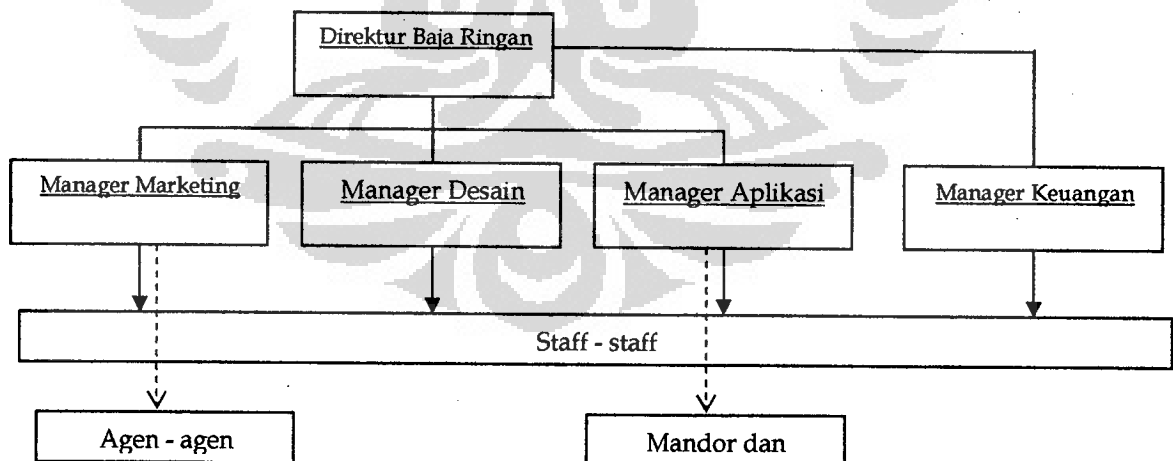 Direktur Baja Ringan
Manager Marketing
Manager Desain
Manager Aplikasi
Manager Keuangan
Staff - staff
Agen - agen
Mandor dan